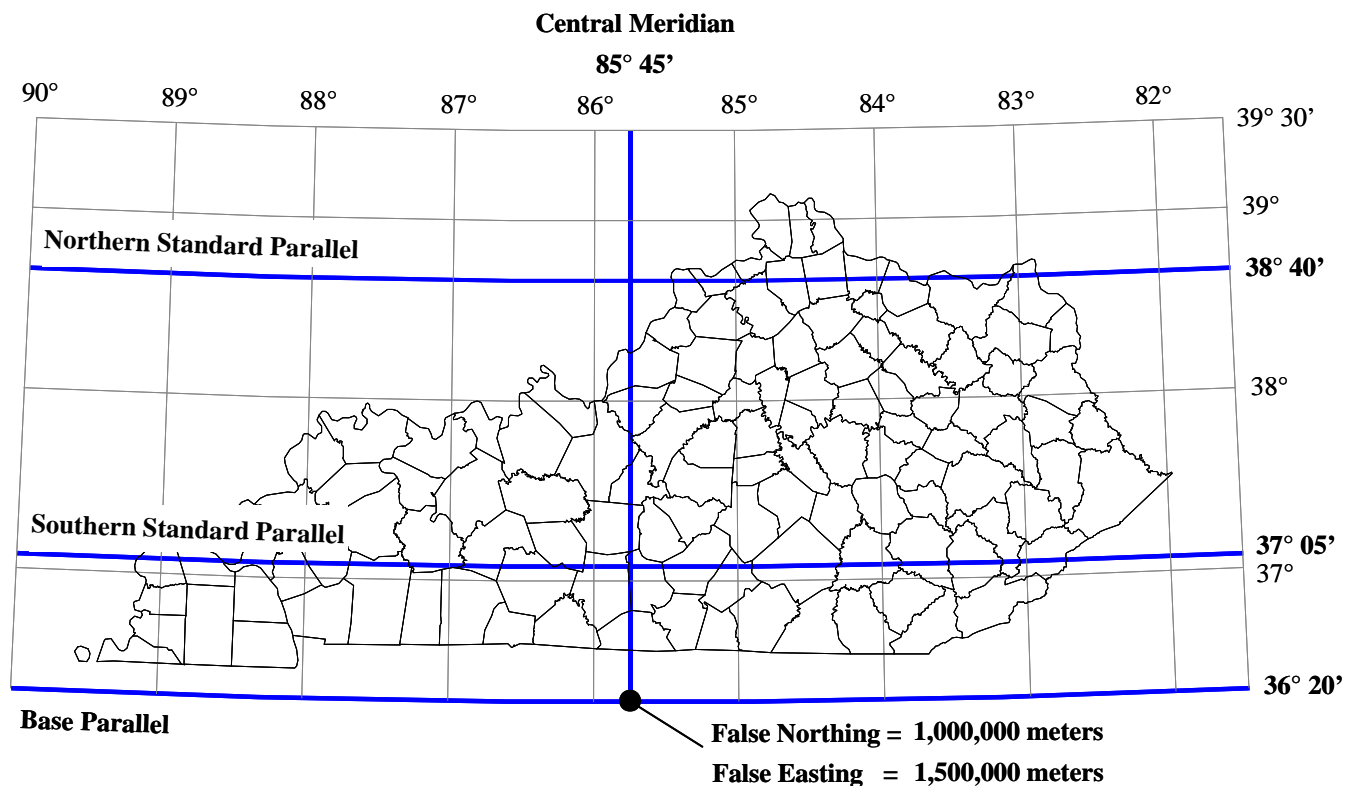 Central Meridian
85° 45’
90° 89° 88° 87° 86° 85° 84° 83° 82°
39° 30’
39°
Northern Standard Parallel
38° 40’
38°
Southern Standard Parallel
37° 05’
37°
36° 20’
Base Parallel
False Northing = 1,000,000 meters
False Easting = 1,500,000 meters